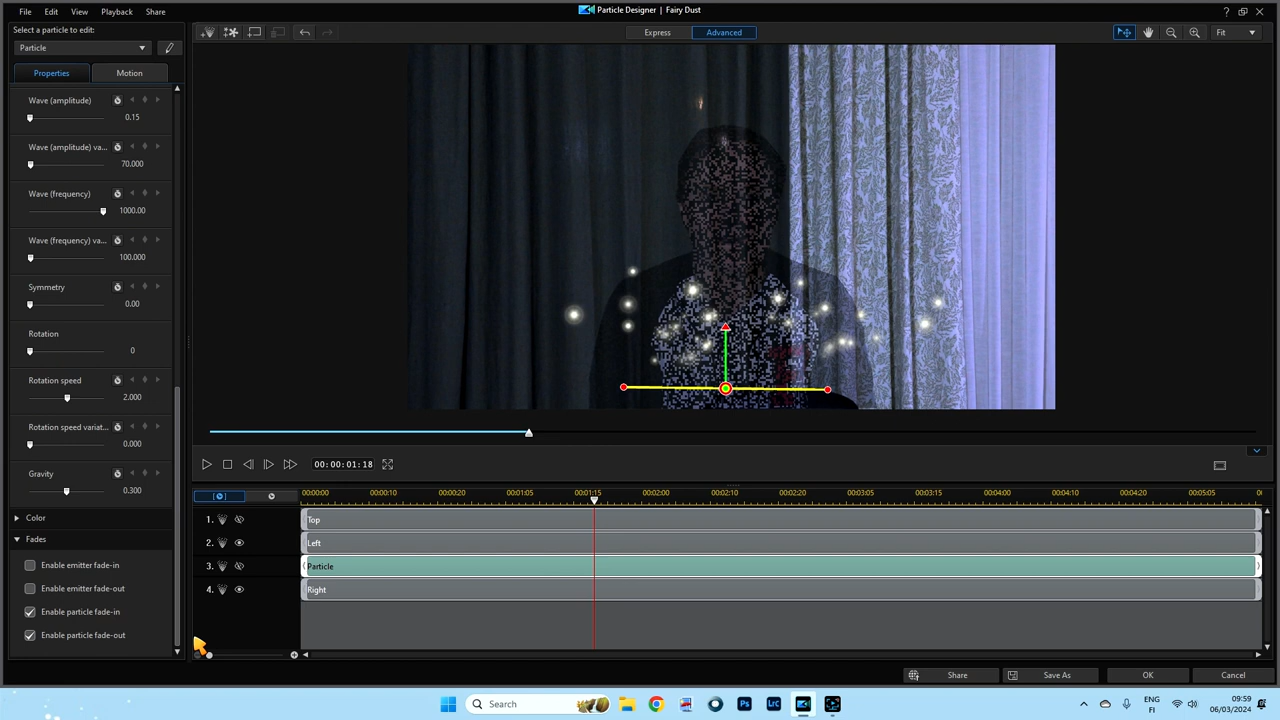 File Edit View Playback Share
Particle Designer | Fairy Dust
Select a particle to edit:
Particle
Express Advanced
Fit
Properties Motion
Wave (amplitude)
0.15
Wave (amplitude) va...
70.000
Wave (frequency)
1000.00
Wave (frequency) va...
100.000
Symmetry
0.00
Rotation
0
Rotation speed
2.000
Rotation speed variat...
0.000
Gravity
0.300
Color
Fades
Enable emitter fade-in
Enable emitter fade-out
Enable particle fade-in
Enable particle fade-out
00:00:01:18
00:00:00 00:00:10 00:00:20 00:01:05 00:01:15 00:02:00 00:02:10 00:02:20 00:03:05 00:03:15 00:04:00 00:04:10 00:04:20 00:05:05
1. Top
2. Left
3. Particle
4. Right
Share Save As OK Cancel
Search
Ps
Lrc
ENG
FI
09:59
06/03/2024